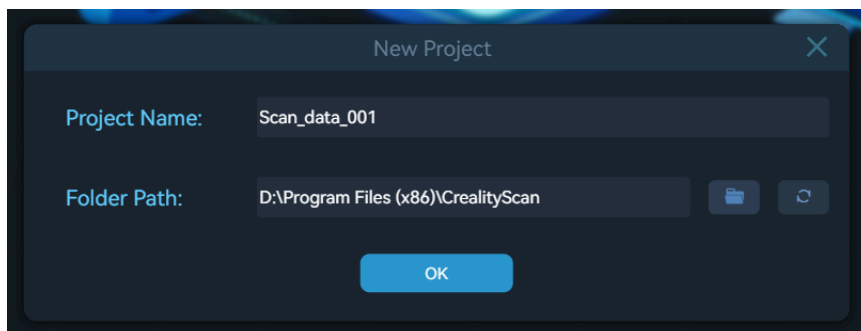 New Project
Project Name: Scan_data_001
Folder Path: D:\Program Files (x86)\CrealityScan
OK